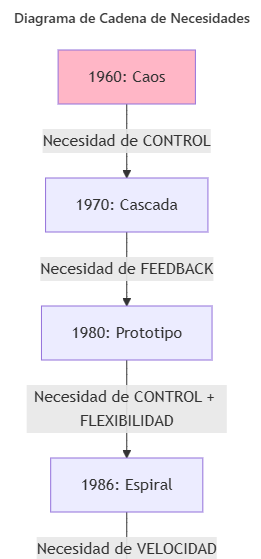 Diagrama de Cadena de Necesidades
1960: Caos
Necesidad de CONTROL
1970: Cascada
Necesidad de FEEDBACK
1980: Prototipo
Necesidad de CONTROL +
FLEXIBILIDAD
1986: Espiral
Necesidad de VELOCIDAD